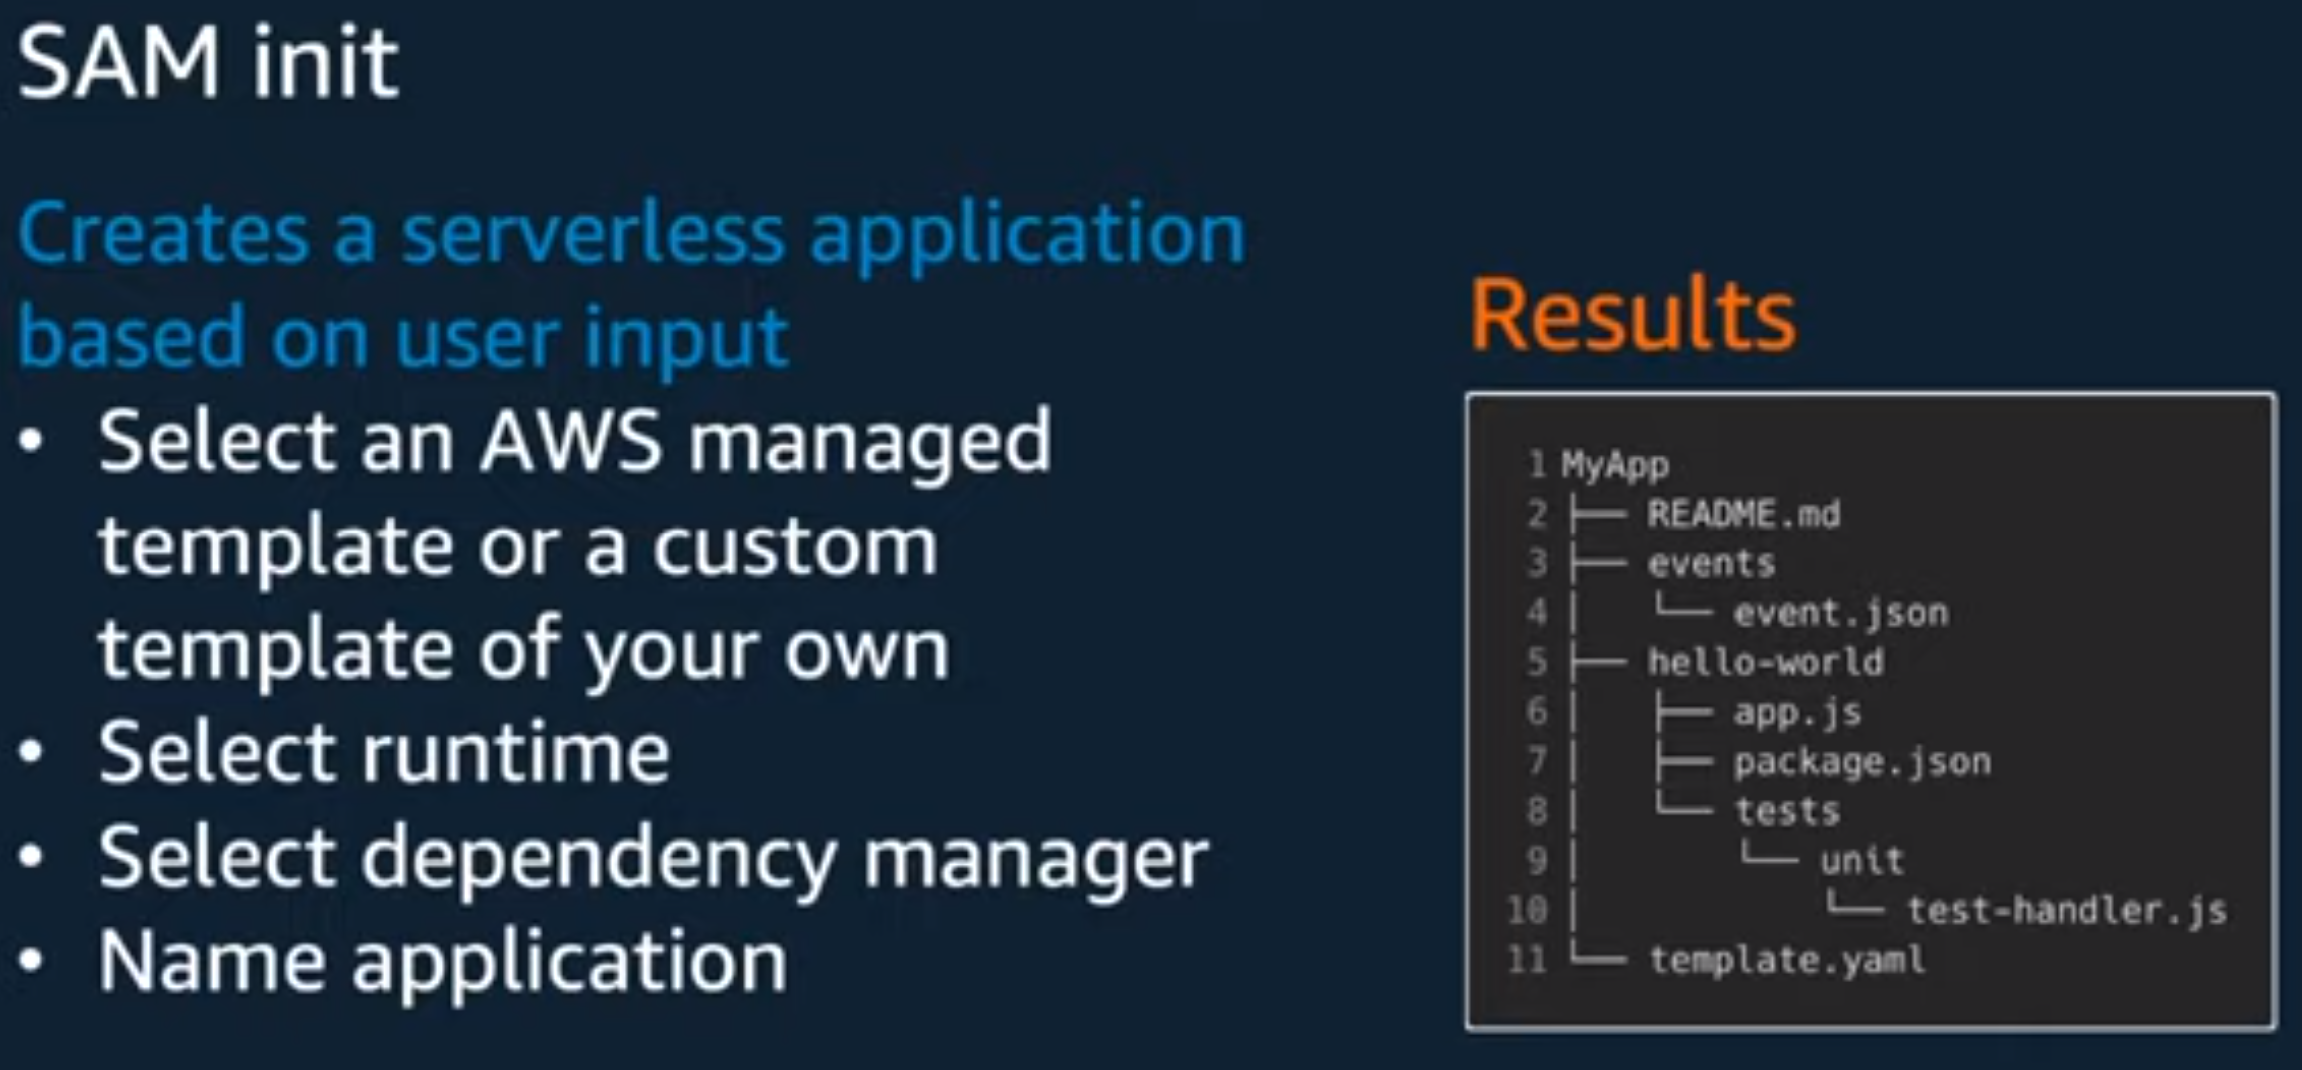 SAM init
Creates a serverless application
based on user input
• Select an AWS managed
template or a custom
template of your own
• Select runtime
• Select dependency manager
• Name application
Results
1 MyApp
2 ├── README.md
3 ├── events
4 │   └── event.json
5 ├── hello-world
6 │   ├── app.js
7 │   ├── package.json
8 │   └── tests
9 │       └── unit
10 │           └── test-handler.js
11 └── template.yaml